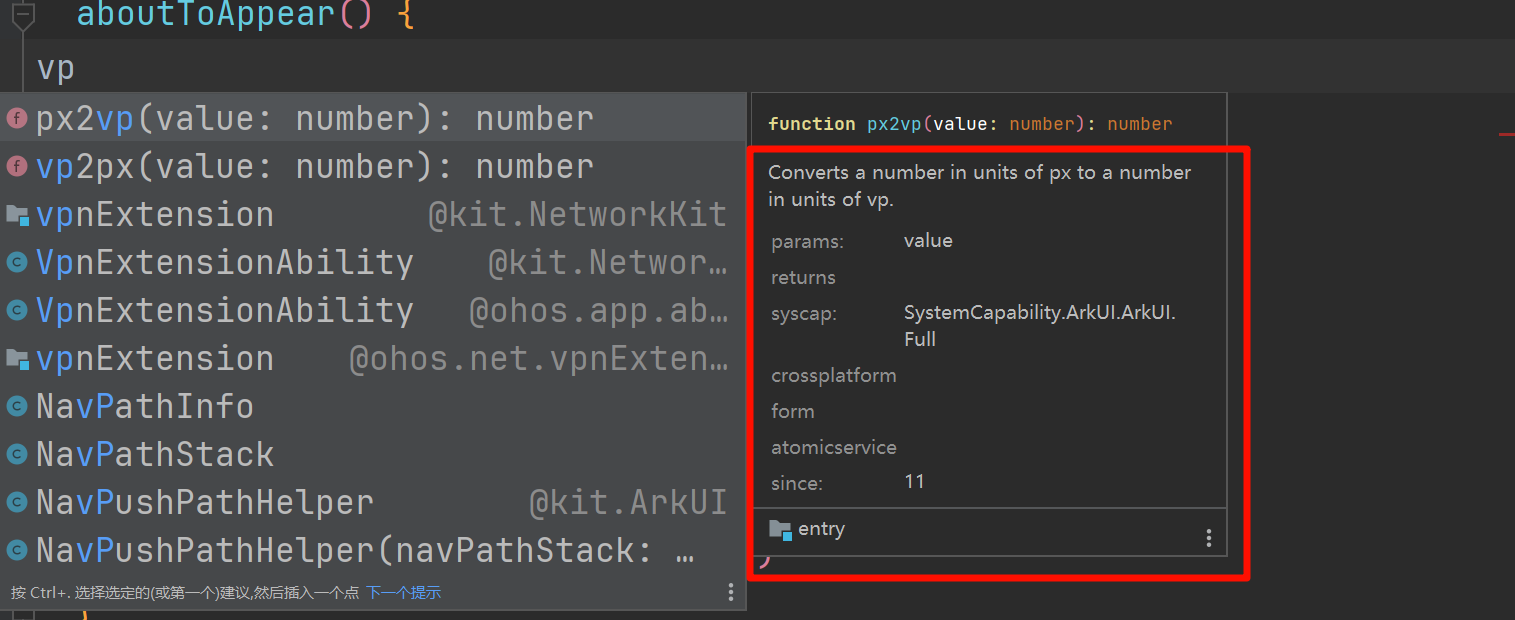 aboutToAppear() {
vp
px2vp(value: number): number
vp2px(value: number): number
vpnExtension @kit.NetworkKit
VpnExtensionAbility @kit.Networ…
VpnExtensionAbility @ohos.app.ab…
vpnExtension @ohos.net.vpnExten…
NavPathInfo
NavPathStack
NavPushPathHelper @kit.ArkUI
NavPushPathHelper(navPathStack: …
按 Ctrl+. 选择选定的(或第一个)建议,然后插入一个点 下一个提示
function px2vp(value: number): number
Converts a number in units of px to a number
in units of vp.
params: value
returns
syscap: SystemCapability.ArkUI.ArkUI.
Full
crossplatform
form
atomicservice
since: 11
entry
)
}